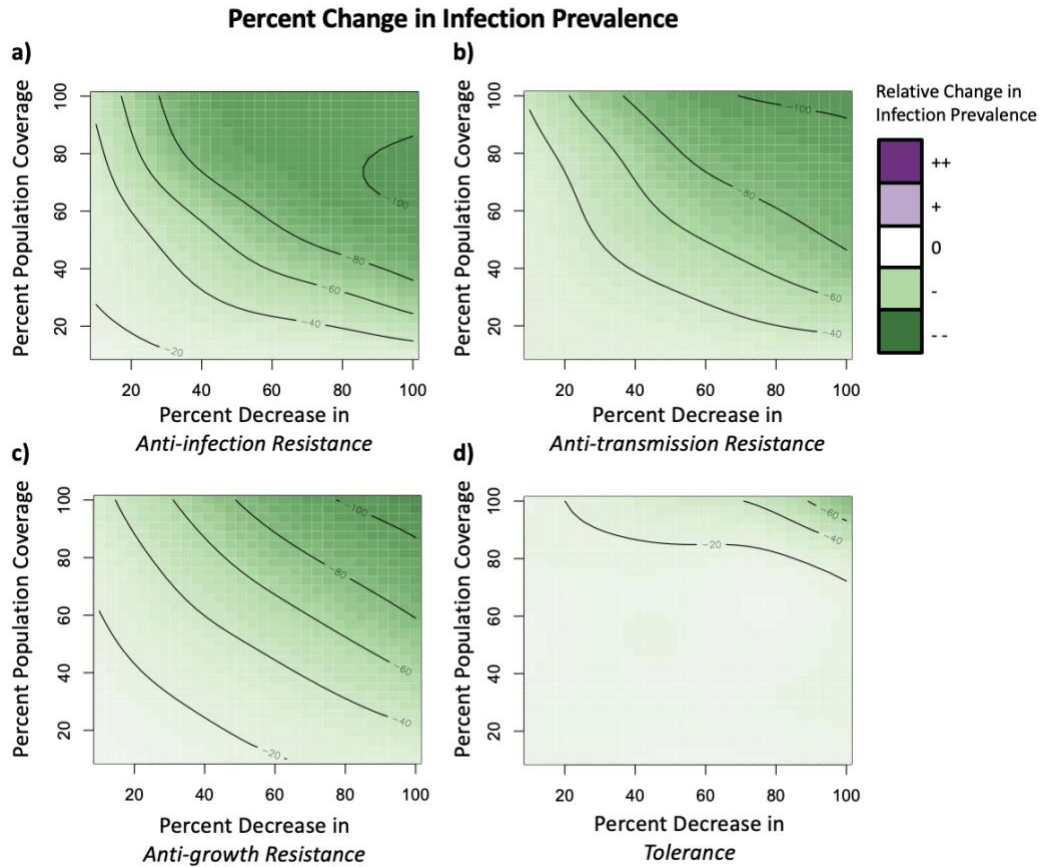 Percent Change in Infection Prevalence
a)
Percent Population Coverage
100
80
60
40
20
-100
-80
-60
-40
-20
20 40 60 80 100
Percent Decrease in
Anti-infection Resistance
b)
Percent Population Coverage
100
80
60
40
20
-100
-80
-60
-40
20 40 60 80 100
Percent Decrease in
Anti-transmission Resistance
Relative Change in
Infection Prevalence
++
+
0
-
--
c)
Percent Population Coverage
100
80
60
40
20
-100
-80
-60
-40
-20
20 40 60 80 100
Percent Decrease in
Anti-growth Resistance
d)
Percent Population Coverage
100
80
60
40
20
-60
-40
-20
20 40 60 80 100
Percent Decrease in
Tolerance